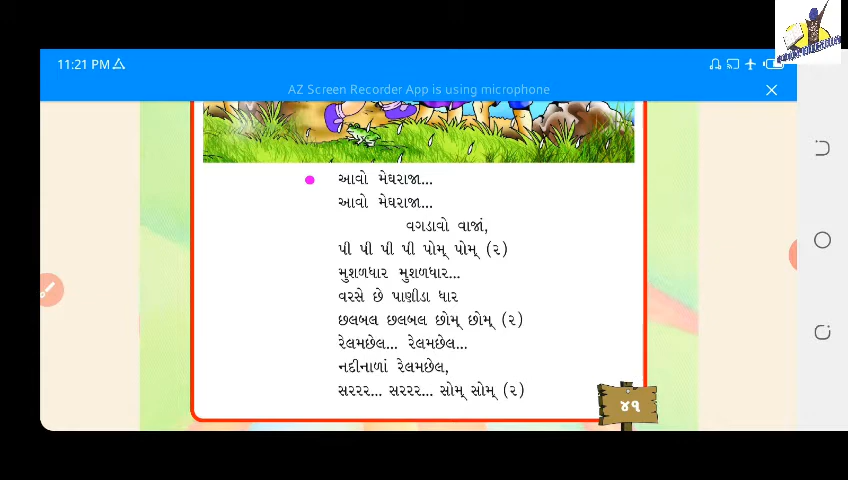 11:21 PM
AZ Screen Recorder App is using microphone
આવો મેઘરાજા...
આવો મેઘરાજા...
વગડાવો વાજાં,
પી પી પી પી પોમ્ પોમ્ (૨)
મુશળધાર મુશળધાર...
વરસે છે પાણીડા ધાર
છલબલ છલબલ છોમ્ છોમ્ (૨)
રેલમછેલ... રેલમછેલ...
નદીનાળાં રેલમછેલ,
સરરર... સરરર... સોમ્ સોમ્ (૨)
૪૧